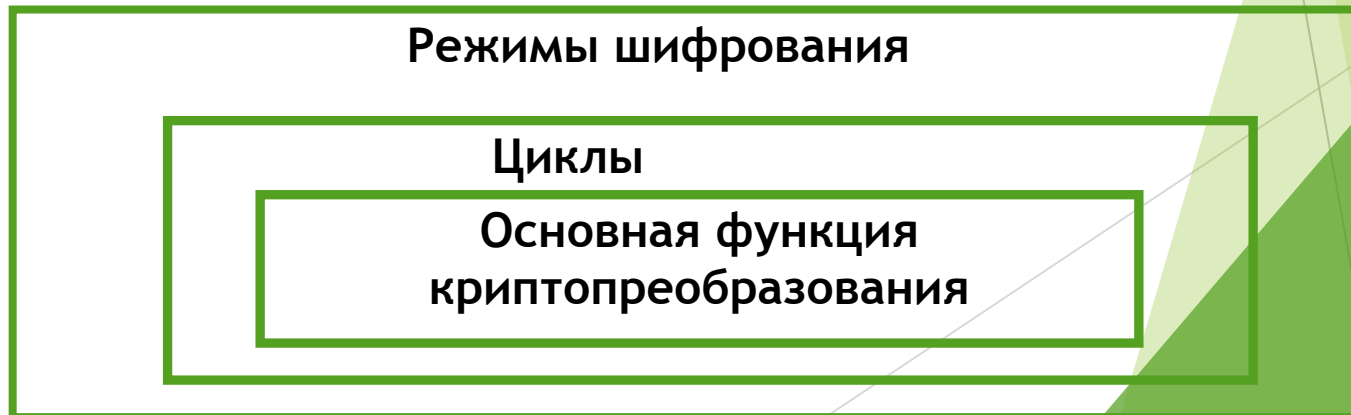 Режимы шифрования
Циклы
Основная функция
криптопреобразования